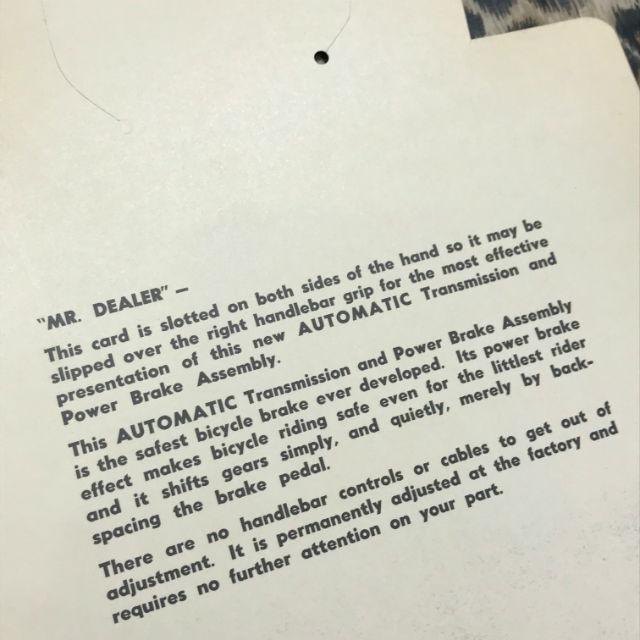 "MR. DEALER" —
This card is slotted on both sides of the hand so it may be
slipped over the right handlebar grip for the most effective
presentation of this new AUTOMATIC Transmission and
Power Brake Assembly.
This AUTOMATIC Transmission and Power Brake Assembly
is the safest bicycle brake ever developed. Its power brake
effect makes bicycle riding safe even for the littlest rider
and it shifts gears simply, and quietly, merely by back-
spacing the brake pedal.
There are no handlebar controls or cables to get out of
adjustment. It is permanently adjusted at the factory and
requires no further attention on your part.